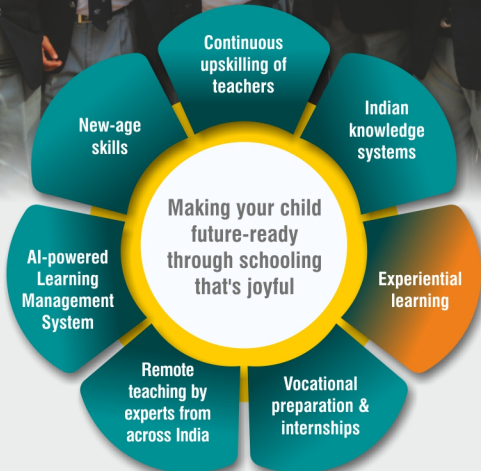 Continuous
upskilling of
teachers
Indian
knowledge
systems
Experiential
learning
Vocational
preparation &
internships
Remote
teaching by
experts from
across India
AI-powered
Learning
Management
System
New-age
skills
Making your child
future-ready
through schooling
that's joyful